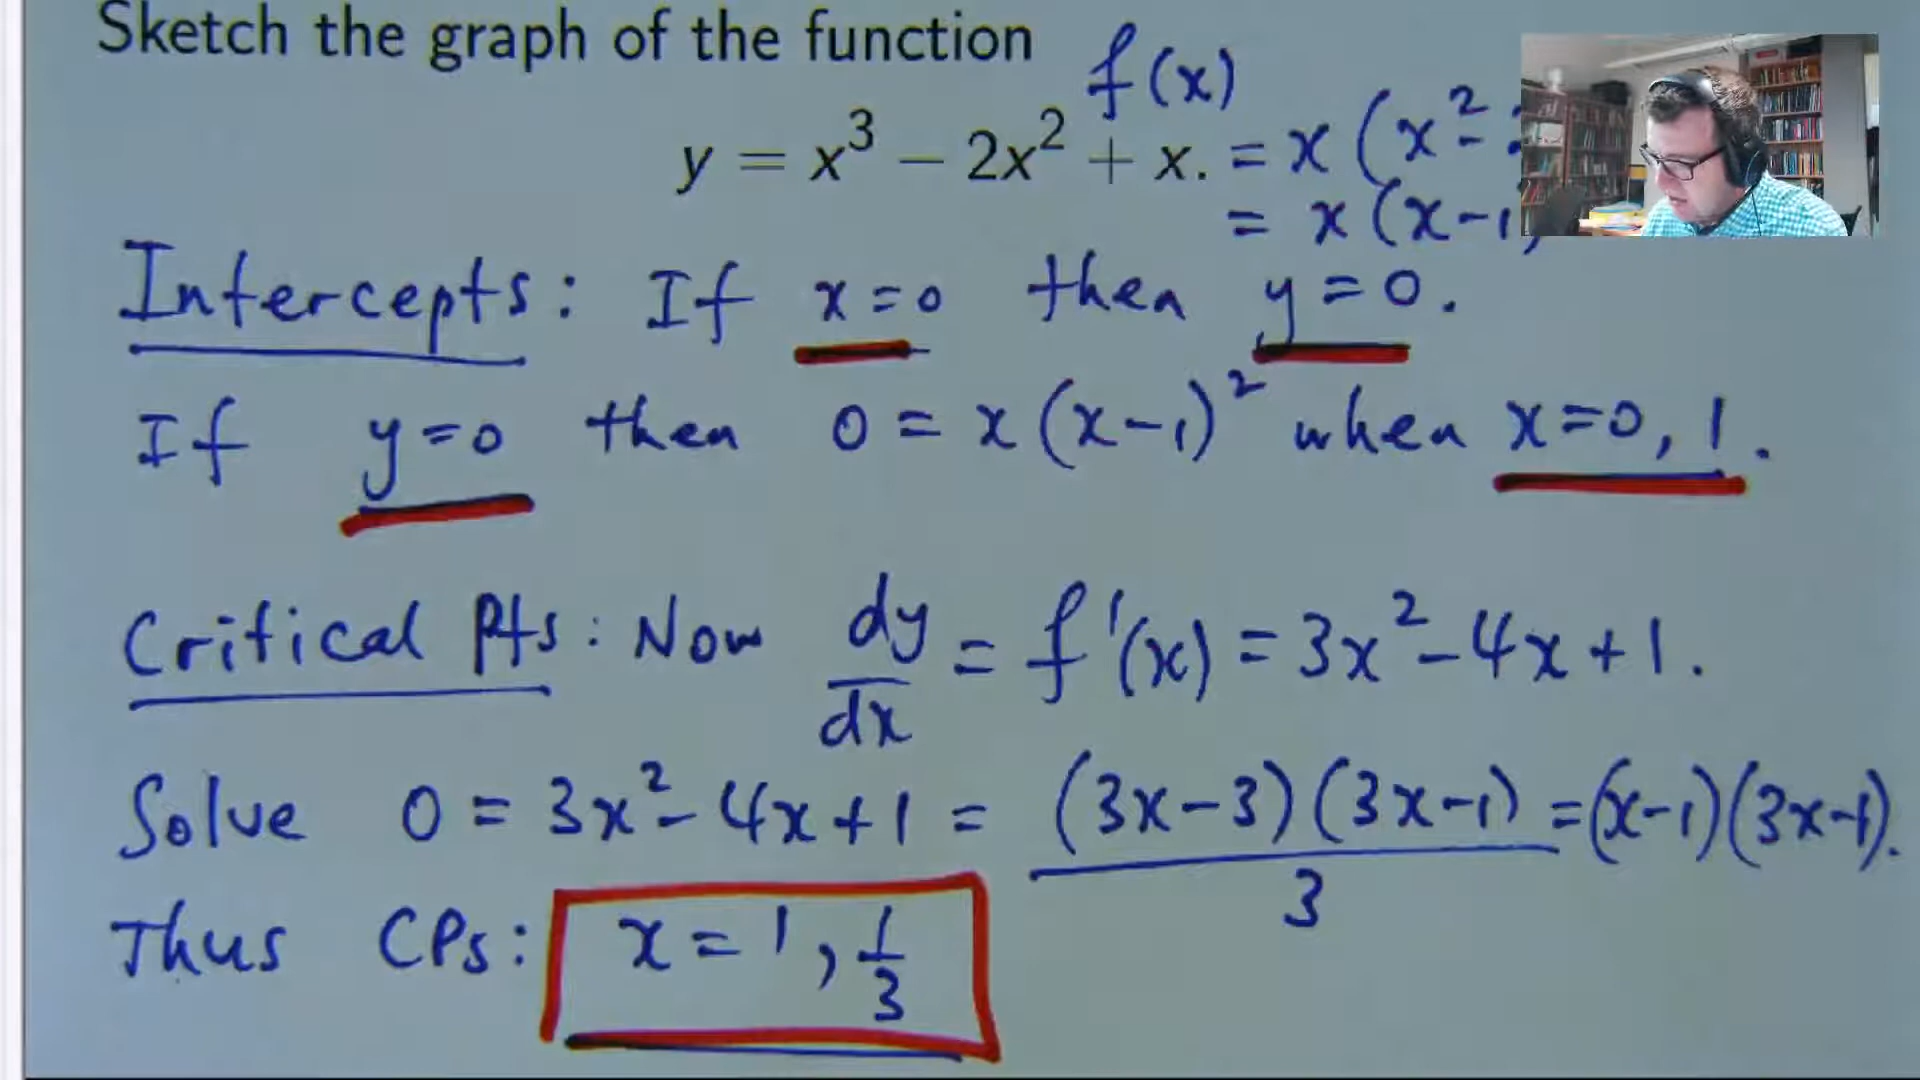 Sketch the graph of the function
f(x)
y = x³ − 2x² + x. = x(x² -
= x(x-1)
Intercepts: If x=0 then y=0.
If y=0 then 0 = x(x-1)² when x=0, 1.
Critical Pts: Now dy/dx = f'(x) = 3x² - 4x + 1.
Solve 0 = 3x² - 4x + 1 = (3x-3)(3x-1)/3 = (x-1)(3x-1).
Thus CPs: x = 1, 1/3